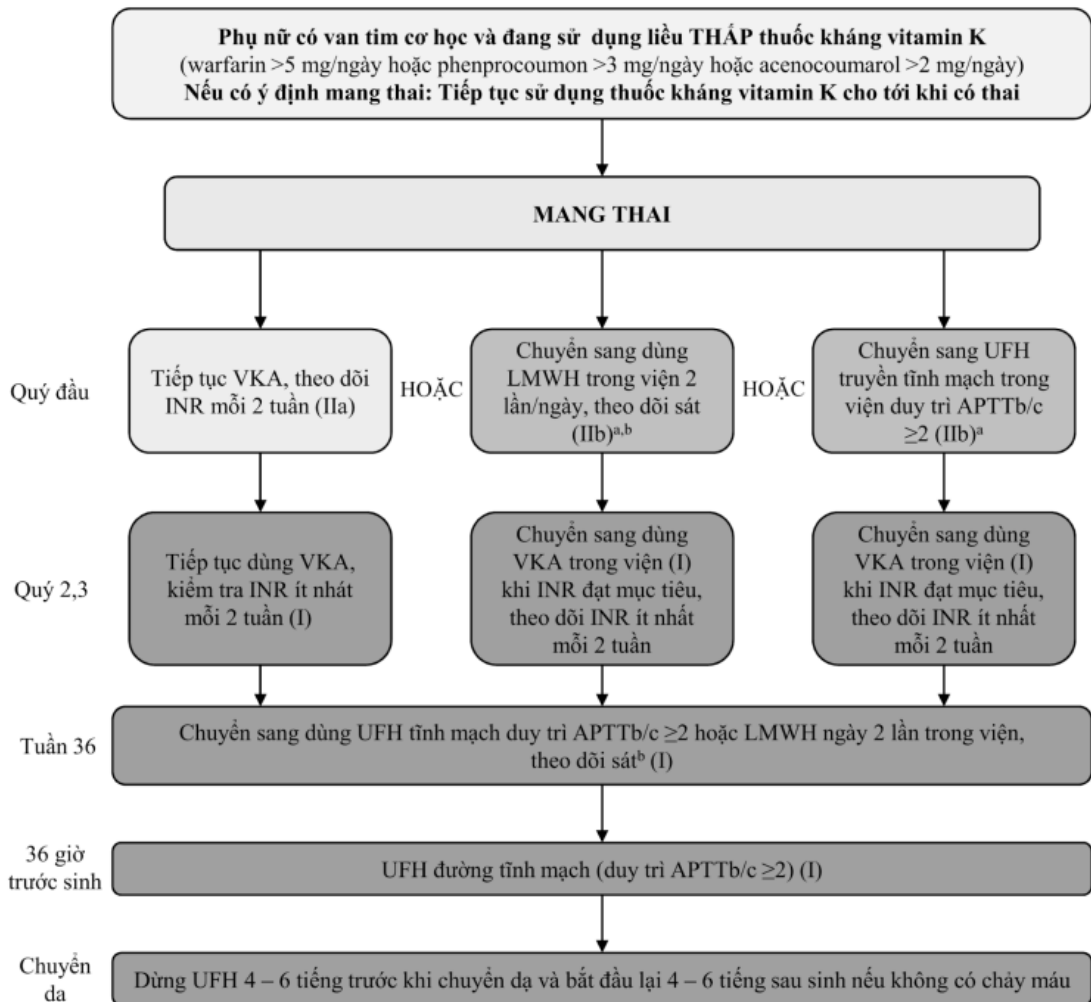 Phụ nữ có van tim cơ học và đang sử dụng liều THẤP thuốc kháng vitamin K
(warfarin >5 mg/ngày hoặc phenprocoumon >3 mg/ngày hoặc acenocoumarol >2 mg/ngày)
Nếu có ý định mang thai: Tiếp tục sử dụng thuốc kháng vitamin K cho tới khi có thai
MANG THAI
Quý đầu
Tiếp tục VKA, theo dõi
INR mỗi 2 tuần (IIa)
HOẶC
Chuyển sang dùng
LMWH trong viện 2
lần/ngày, theo dõi sát
(IIb)a,b
HOẶC
Chuyển sang UFH
truyền tĩnh mạch trong
viện duy trì APTTb/c
≥2 (IIb)a
Quý 2,3
Tiếp tục dùng VKA,
kiểm tra INR ít nhát
mỗi 2 tuần (I)
Chuyển sang dùng
VKA trong viện (I)
khi INR đạt mục tiêu,
theo dõi INR ít nhất
mỗi 2 tuần
Chuyển sang dùng
VKA trong viện (I)
khi INR đạt mục tiêu,
theo dõi INR ít nhất
mỗi 2 tuần
Tuần 36
Chuyển sang dùng UFH tĩnh mạch duy trì APTTb/c ≥2 hoặc LMWH ngày 2 lần trong viện,
theo dõi sátb (I)
36 giờ
trước sinh
UFH đường tĩnh mạch (duy trì APTTb/c ≥2) (I)
Chuyển
dạ
Dừng UFH 4 – 6 tiếng trước khi chuyển dạ và bắt đầu lại 4 – 6 tiếng sau sinh nếu không có chảy máu